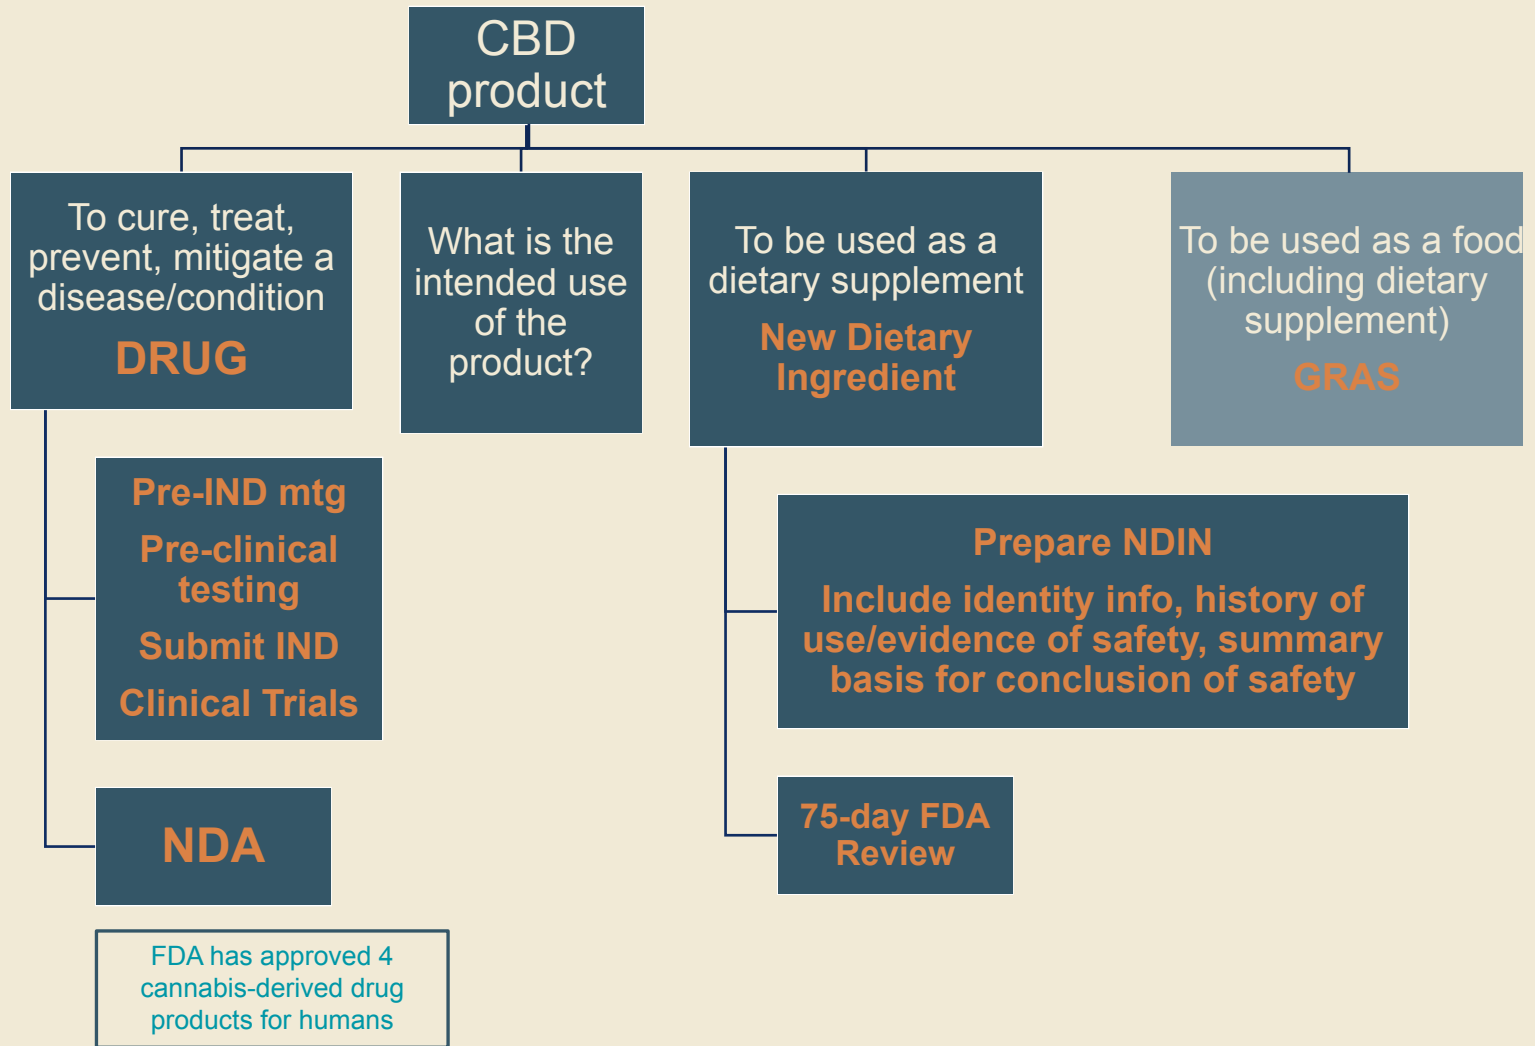 CBD
product
To cure, treat,
prevent, mitigate a
disease/condition
DRUG
What is the
intended use
of the
product?
To be used as a
dietary supplement
New Dietary
Ingredient
To be used as a food
(including dietary
supplement)
GRAS
Pre-IND mtg
Pre-clinical
testing
Submit IND
Clinical Trials
Prepare NDIN
Include identity info, history of
use/evidence of safety, summary
basis for conclusion of safety
NDA
75-day FDA
Review
FDA has approved 4
cannabis-derived drug
products for humans